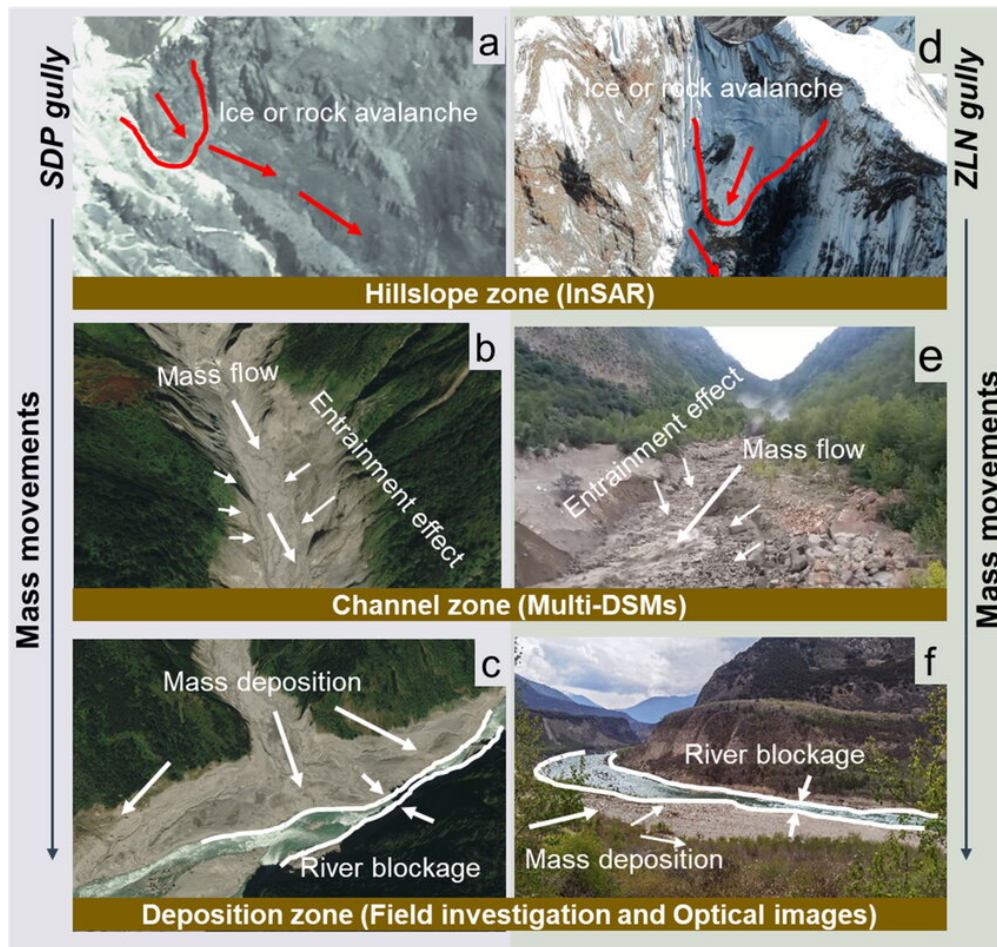 SDP gully
Mass movements
a
Ice or rock avalanche
d
Ice or rock avalanche
Hillslope zone (InSAR)
b
Mass flow
Entrainment effect
e
Entrainment effect
Mass flow
Channel zone (Multi-DSMs)
c
Mass deposition
River blockage
f
River blockage
Mass deposition
Deposition zone (Field investigation and Optical images)
ZLN gully
Mass movements